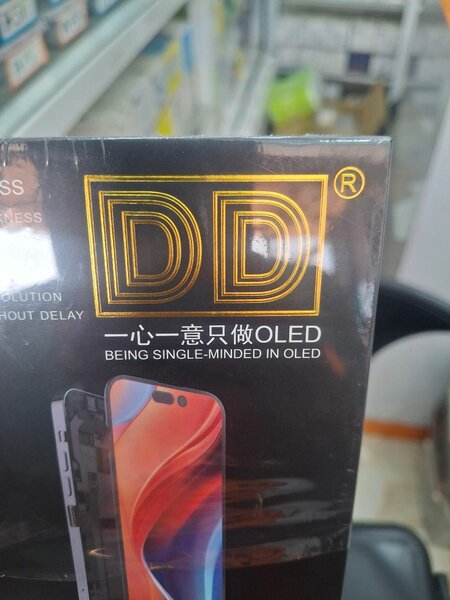 SS
KNESS
OLUTION
HOUT DELAY
DD®
一心一意只做OLED
BEING SINGLE-MINDED IN OLED